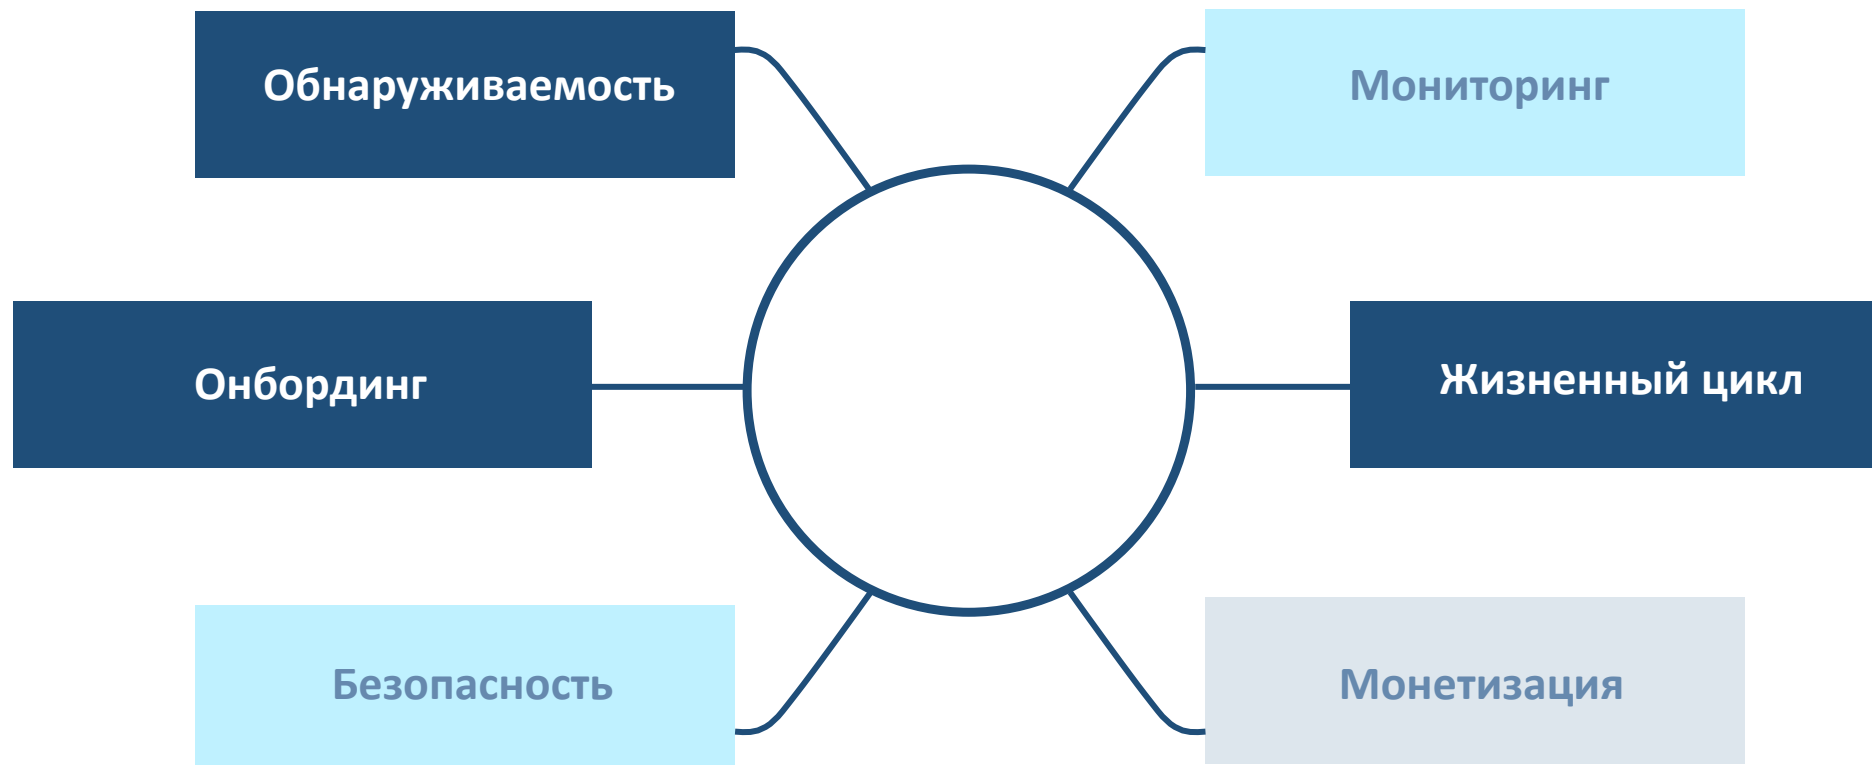 Обнаруживаемость
Мониторинг
Онбординг
Жизненный цикл
Безопасность
Монетизация